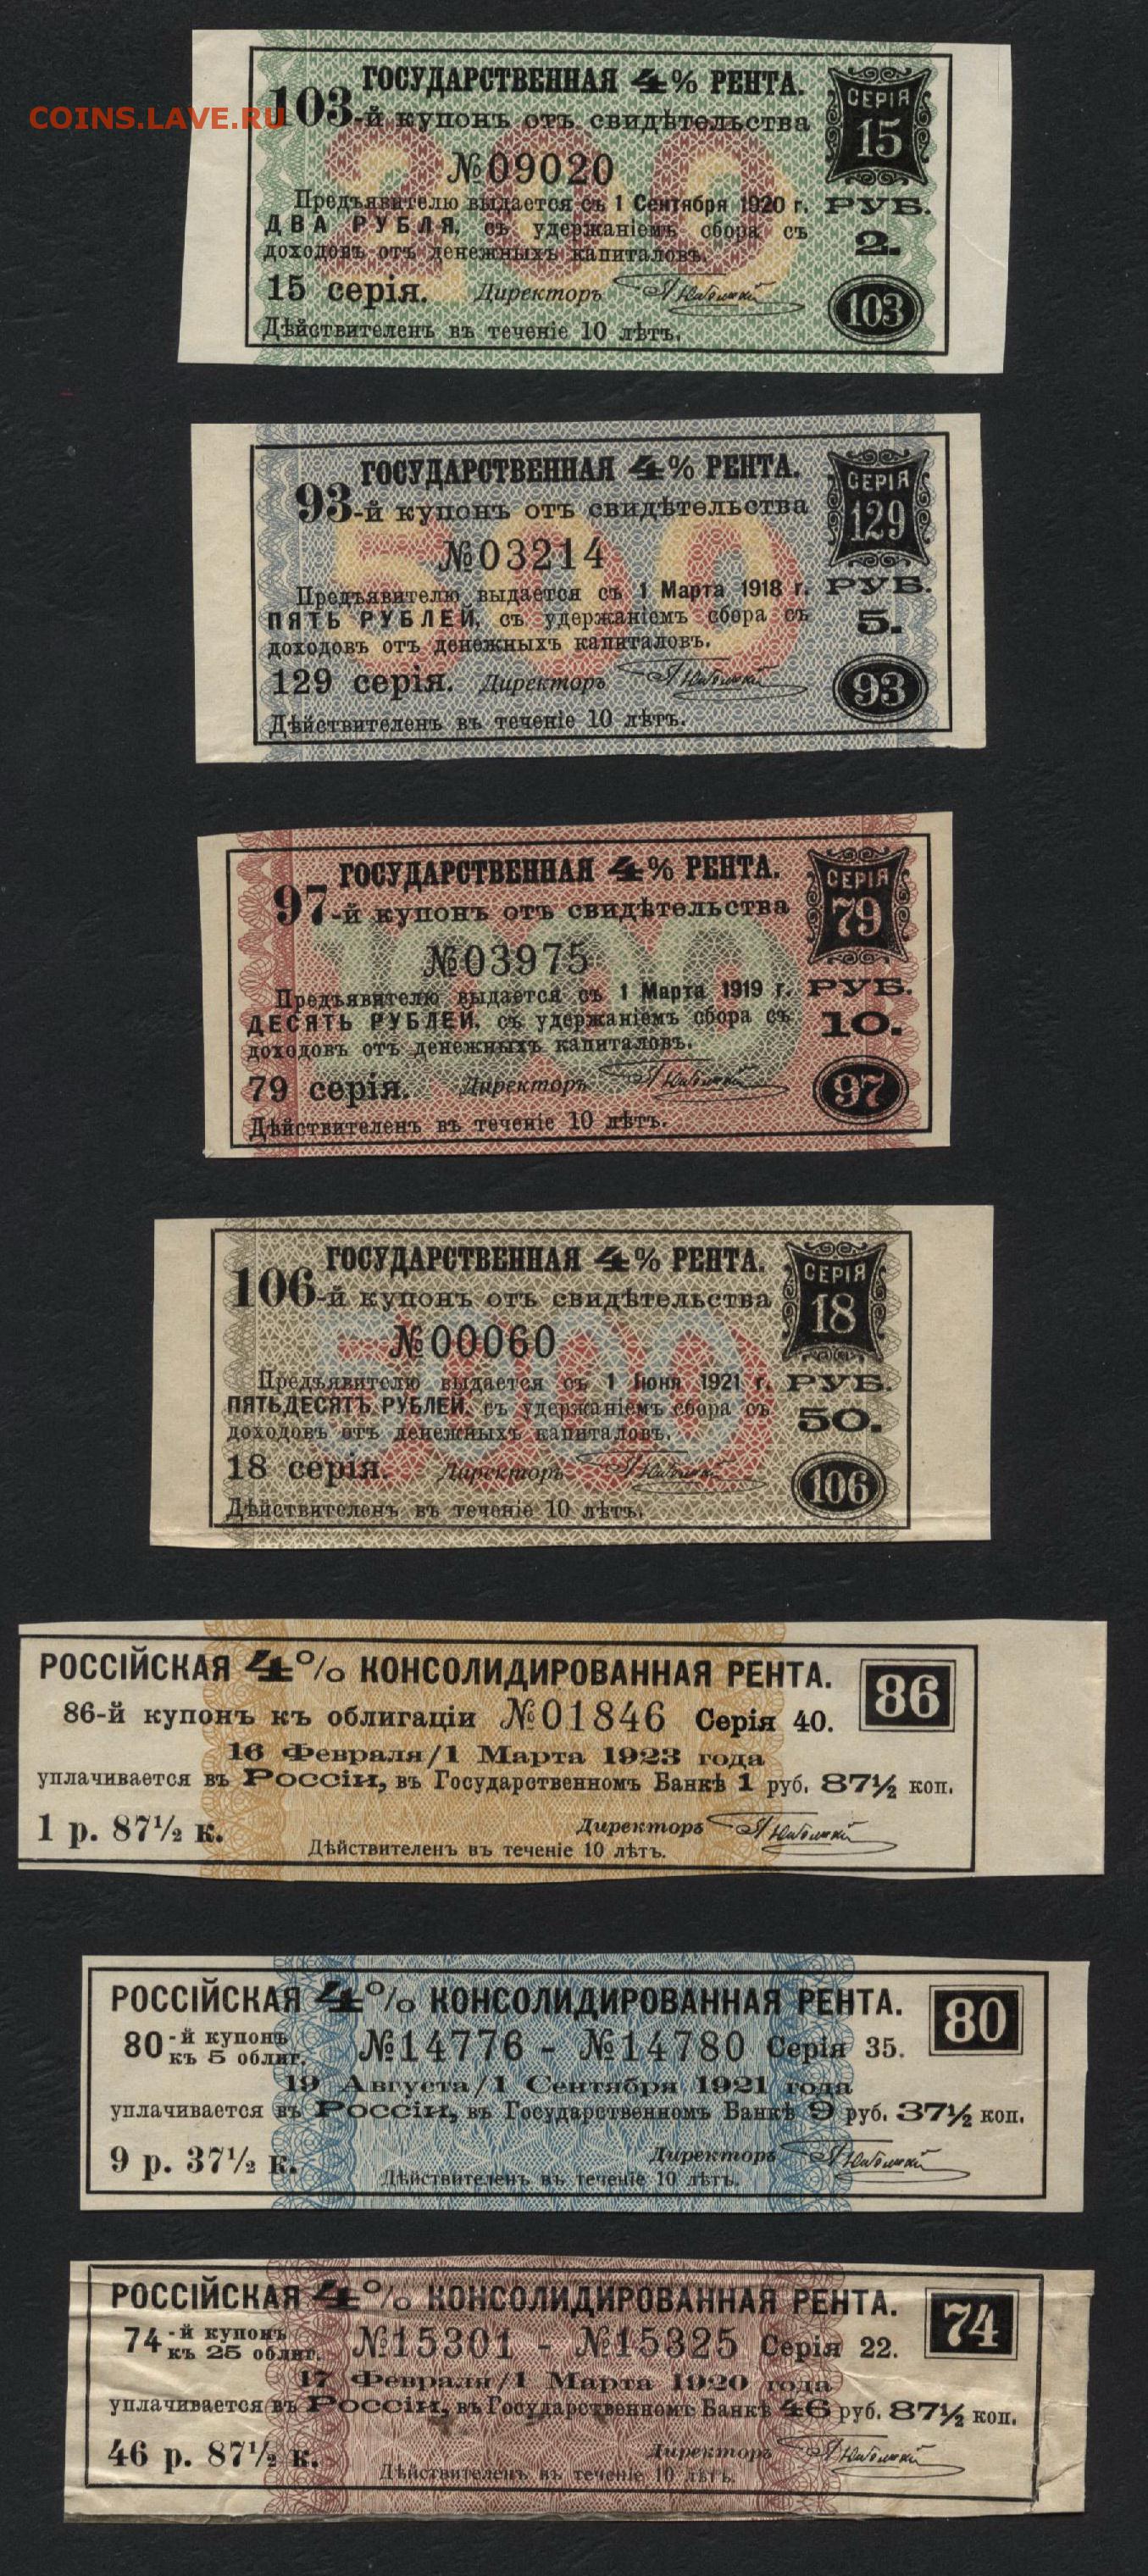 COINS.LAVE.RU
ГОСУДАРСТВЕННАЯ 4% РЕНТА.
103-й купонъ отъ свидѣтельства
№09020
Предъявителю выдается съ 1 Сентября 1920 г.
ДВА РУБЛЯ, съ удержаніемъ сбора съ
доходовъ отъ денежныхъ капиталовъ.
15 серія. Директоръ
Дѣйствителенъ въ теченіе 10 лѣтъ.
СЕРІЯ
15
РУБ.
2.
103
200
ГОСУДАРСТВЕННАЯ 4% РЕНТА.
93-й купонъ отъ свидѣтельства
№03214
Предъявителю выдается съ 1 Марта 1918 г.
ПЯТЬ РУБЛЕЙ, съ удержаніемъ сбора съ
доходовъ отъ денежныхъ капиталовъ.
129 серія. Директоръ
Дѣйствителенъ въ теченіе 10 лѣтъ.
СЕРІЯ
129
РУБ.
5.
93
500
ГОСУДАРСТВЕННАЯ 4% РЕНТА.
97-й купонъ отъ свидѣтельства
№03975
Предъявителю выдается съ 1 Марта 1919 г.
ДЕСЯТЬ РУБЛЕЙ, съ удержаніемъ сбора съ
доходовъ отъ денежныхъ капиталовъ.
79 серія. Директоръ
Дѣйствителенъ въ теченіе 10 лѣтъ.
СЕРІЯ
79
РУБ.
10.
97
1000
ГОСУДАРСТВЕННАЯ 4% РЕНТА.
106-й купонъ отъ свидѣтельства
№00060
Предъявителю выдается съ 1 Іюня 1921 г.
ПЯТЬДЕСЯТЬ РУБЛЕЙ, съ удержаніемъ сбора съ
доходовъ отъ денежныхъ капиталовъ.
18 серія. Директоръ
Дѣйствителенъ въ теченіе 10 лѣтъ.
СЕРІЯ
18
РУБ.
50.
106
5000
РОССІЙСКАЯ 4% КОНСОЛИДИРОВАННАЯ РЕНТА. 86
86-й купонъ къ облигаціи №01846 Серія 40.
16 Февраля/1 Марта 1923 года
уплачивается въ Россіи, въ Государственномъ Банкѣ 1 руб. 87½ коп.
1 р. 87½ к. Директоръ
Дѣйствителенъ въ теченіе 10 лѣтъ.
РОССІЙСКАЯ 4% КОНСОЛИДИРОВАННАЯ РЕНТА. 80
80-й купонъ къ 5 облиг. №14776 - №14780 Серія 35.
19 Августа/1 Сентября 1921 года
уплачивается въ Россіи, въ Государственномъ Банкѣ 9 руб. 37½ коп.
9 р. 37½ к. Директоръ
Дѣйствителенъ въ теченіе 10 лѣтъ.
РОССІЙСКАЯ 4% КОНСОЛИДИРОВАННАЯ РЕНТА. 74
74-й купонъ къ 25 облиг. №15301 - №15325 Серія 22.
17 Февраля/1 Марта 1920 года
уплачивается въ Россіи, въ Государственномъ Банкѣ 46 руб. 87½ коп.
46 р. 87½ к. Директоръ
Дѣйствителенъ въ теченіе 10 лѣтъ.